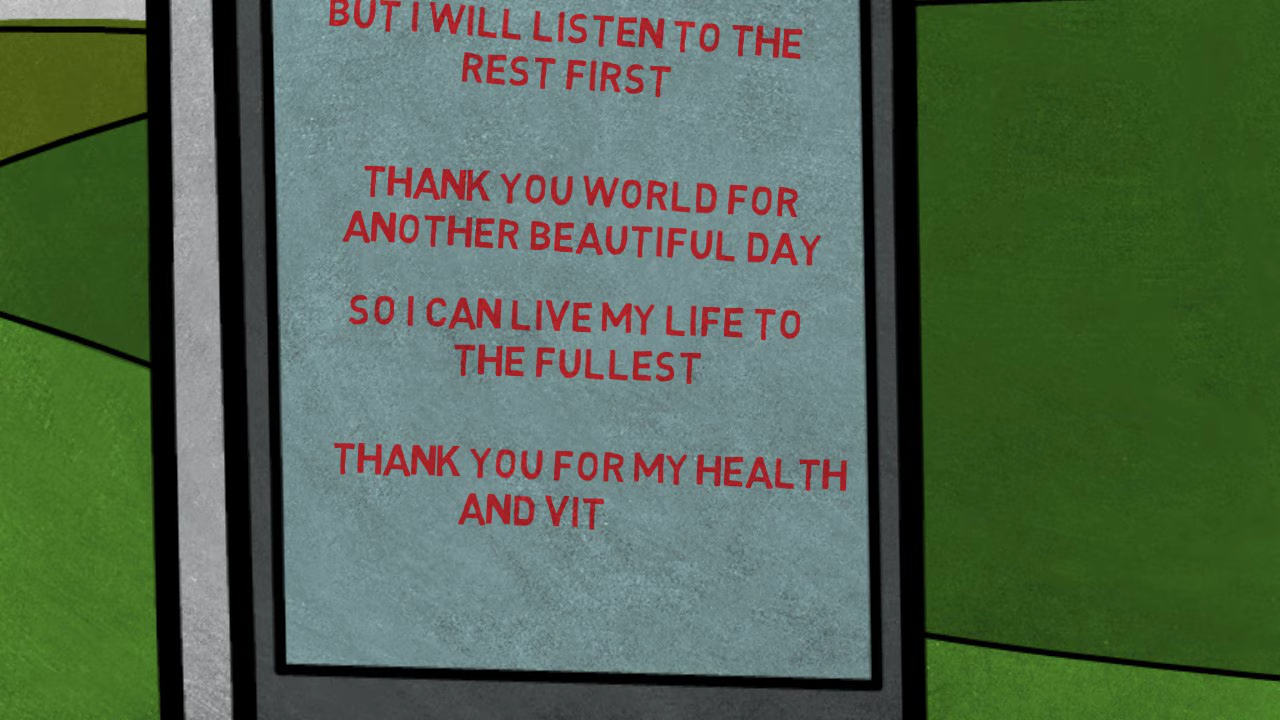 BUT I WILL LISTEN TO THE
REST FIRST
THANK YOU WORLD FOR
ANOTHER BEAUTIFUL DAY
SO I CAN LIVE MY LIFE TO
THE FULLEST
THANK YOU FOR MY HEALTH
AND VIT